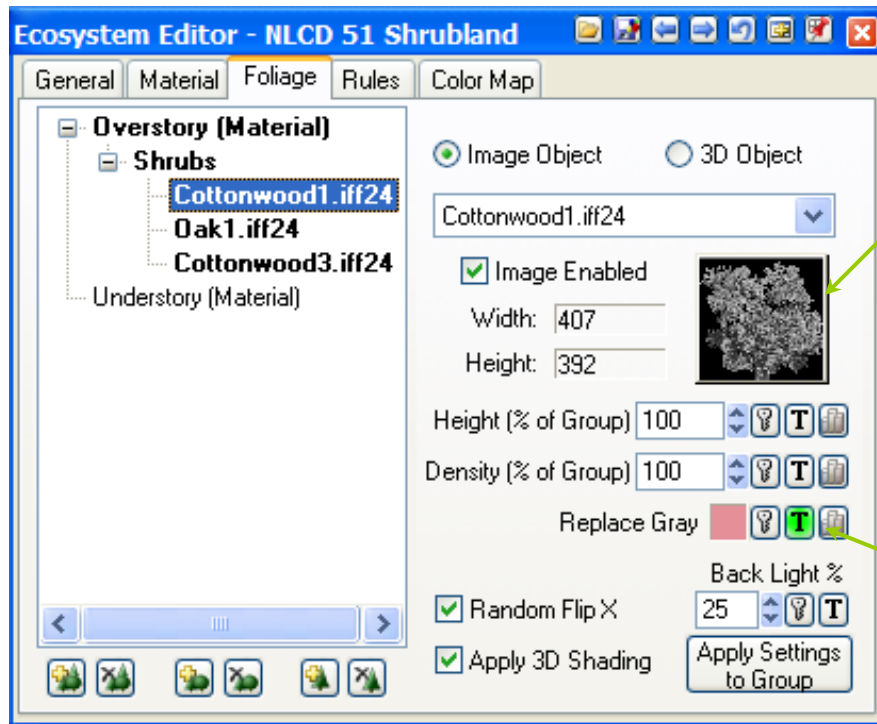 Ecosystem Editor - NLCD 51 Shrubland
General Material Foliage Rules Color Map
Overstory (Material)
Shrubs
Cottonwood1.iff24
Oak1.iff24
Cottonwood3.iff24
Understory (Material)
Image Object 3D Object
Cottonwood1.iff24
Image Enabled
Width: 407
Height: 392
Height (% of Group) 100 T
Density (% of Group) 100 T
Replace Gray T
Back Light %
Random Flip X 25 T
Apply 3D Shading
Apply Settings
to Group